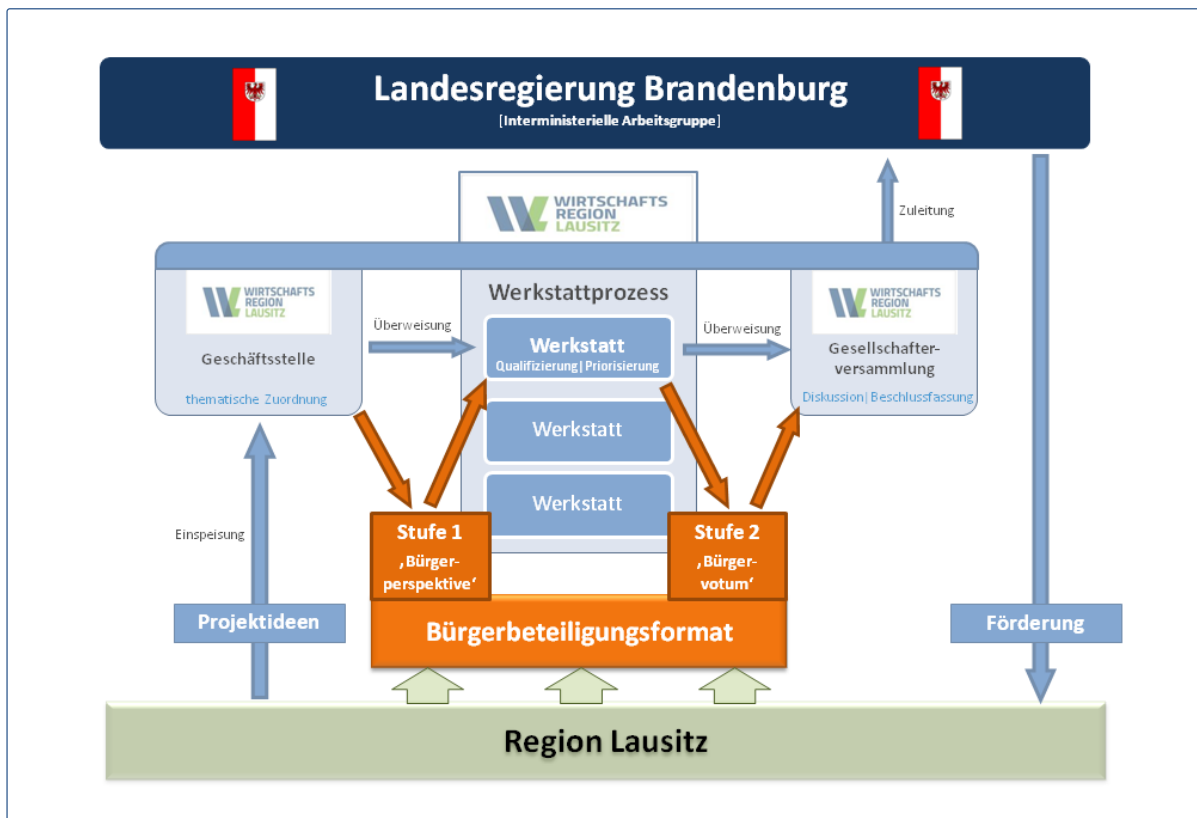 Landesregierung Brandenburg
[Interministerielle Arbeitsgruppe]
WIRTSCHAFTS
REGION
LAUSITZ
Zuleitung
WIRTSCHAFTS
REGION
LAUSITZ
Geschäftsstelle
thematische Zuordnung
Überweisung
Werkstattprozess
Werkstatt
Qualifizierung|Priorisierung
Werkstatt
Werkstatt
Überweisung
WIRTSCHAFTS
REGION
LAUSITZ
Gesellschafter-
versammlung
Diskussion|Beschlussfassung
Einspeisung
Stufe 1
‚Bürger-
perspektive‘
Stufe 2
‚Bürger-
votum‘
Projektideen
Bürgerbeteiligungsformat
Förderung
Region Lausitz